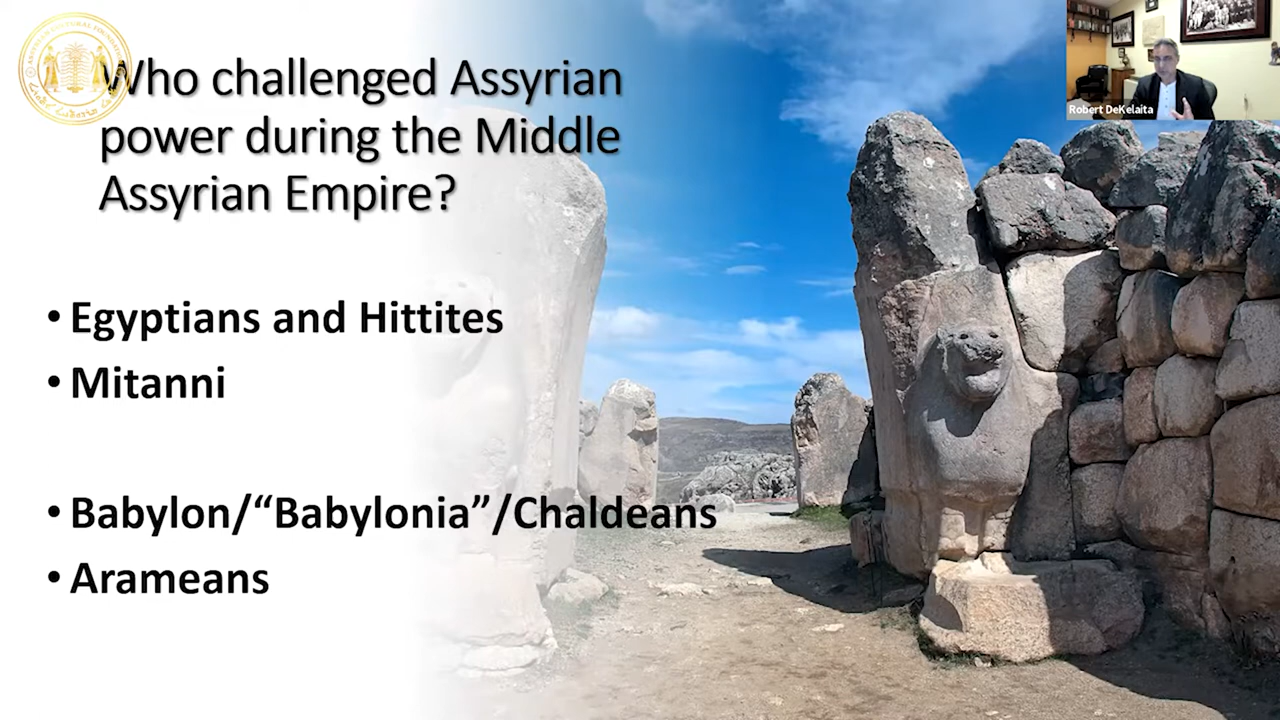 Who challenged Assyrian
power during the Middle
Assyrian Empire?
• Egyptians and Hittites
• Mitanni
• Babylon/“Babylonia”/Chaldeans
• Arameans
Robert DeKelaita